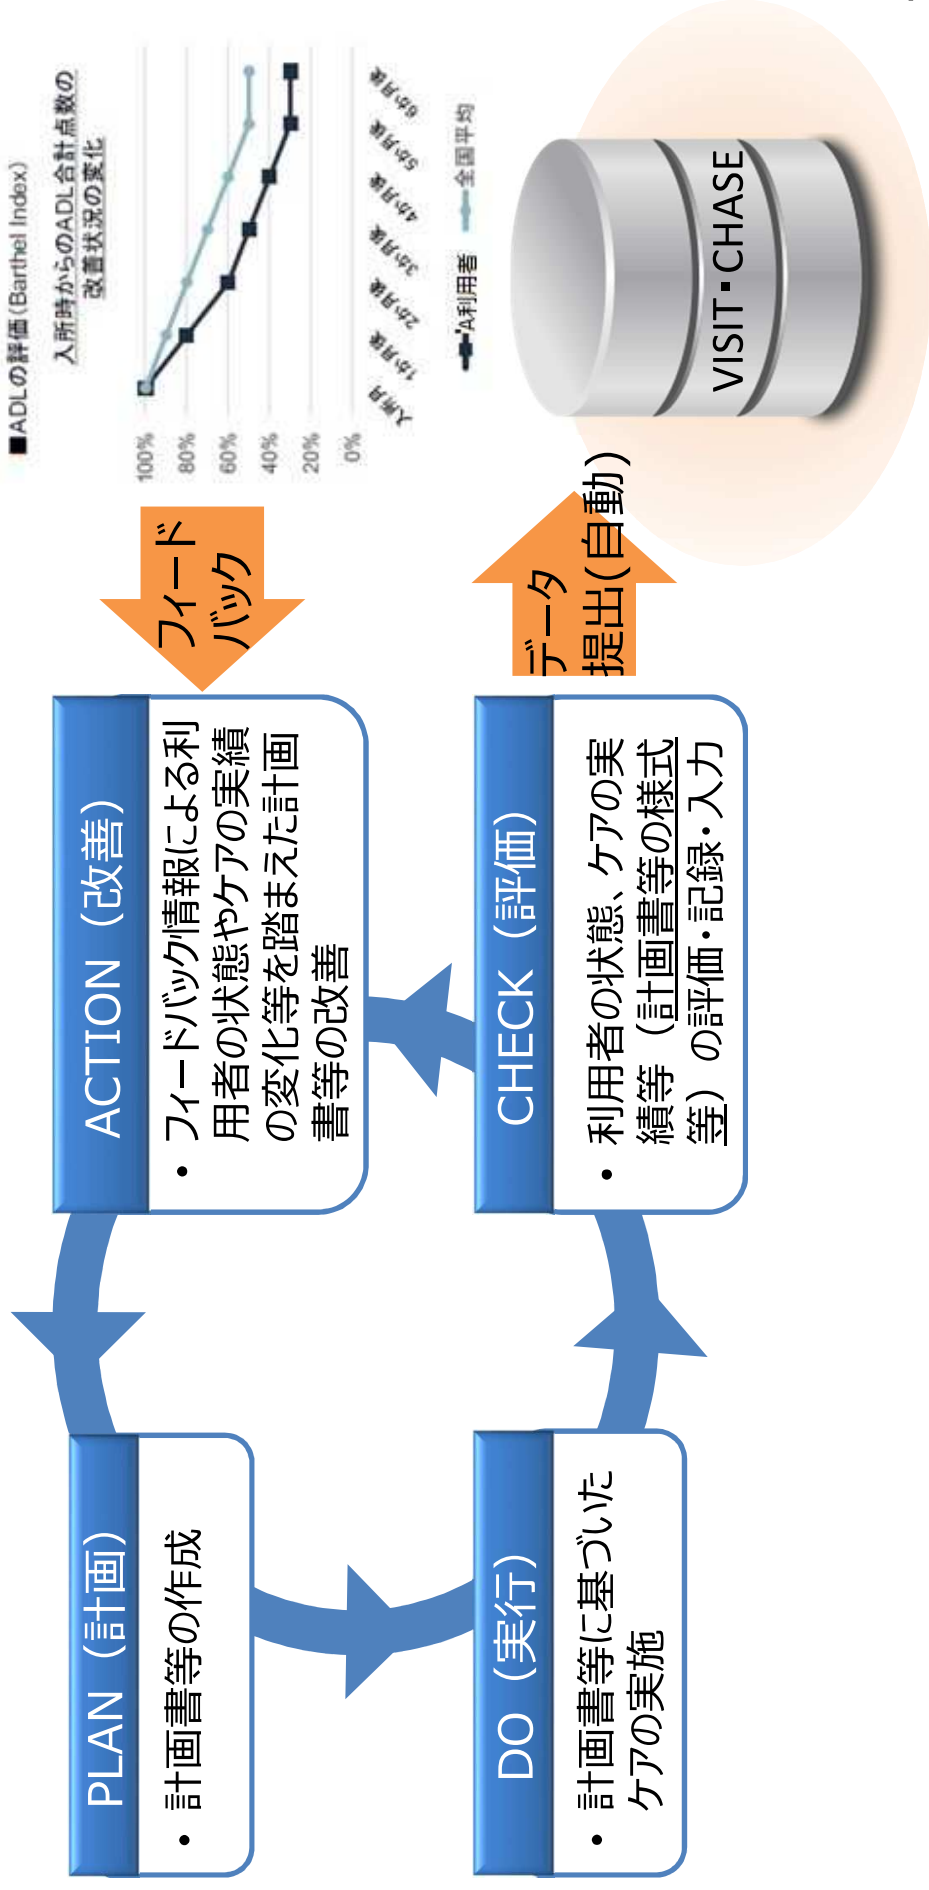 PLAN（計画）
• 計画書等の作成
DO（実行）
• 計画書等に基づいた
ケアの実施
CHECK（評価）
• 利用者の状態、ケアの実
績等（計画書等の様式
等）の評価・記録・入力
ACTION（改善）
• フィードバック情報による利
用者の状態やケアの実績
の変化等を踏まえた計画
書等の改善
フィード
バック
データ
提出(自動)
■ADLの評価(Barthel Index)
入所時からのADL合計点数の
改善状況の変化
100%
80%
60%
40%
20%
0%
入所月
1か月後
2か月後
3か月後
4か月後
5か月後
6か月後
A利用者
全国平均
VISIT・CHASE